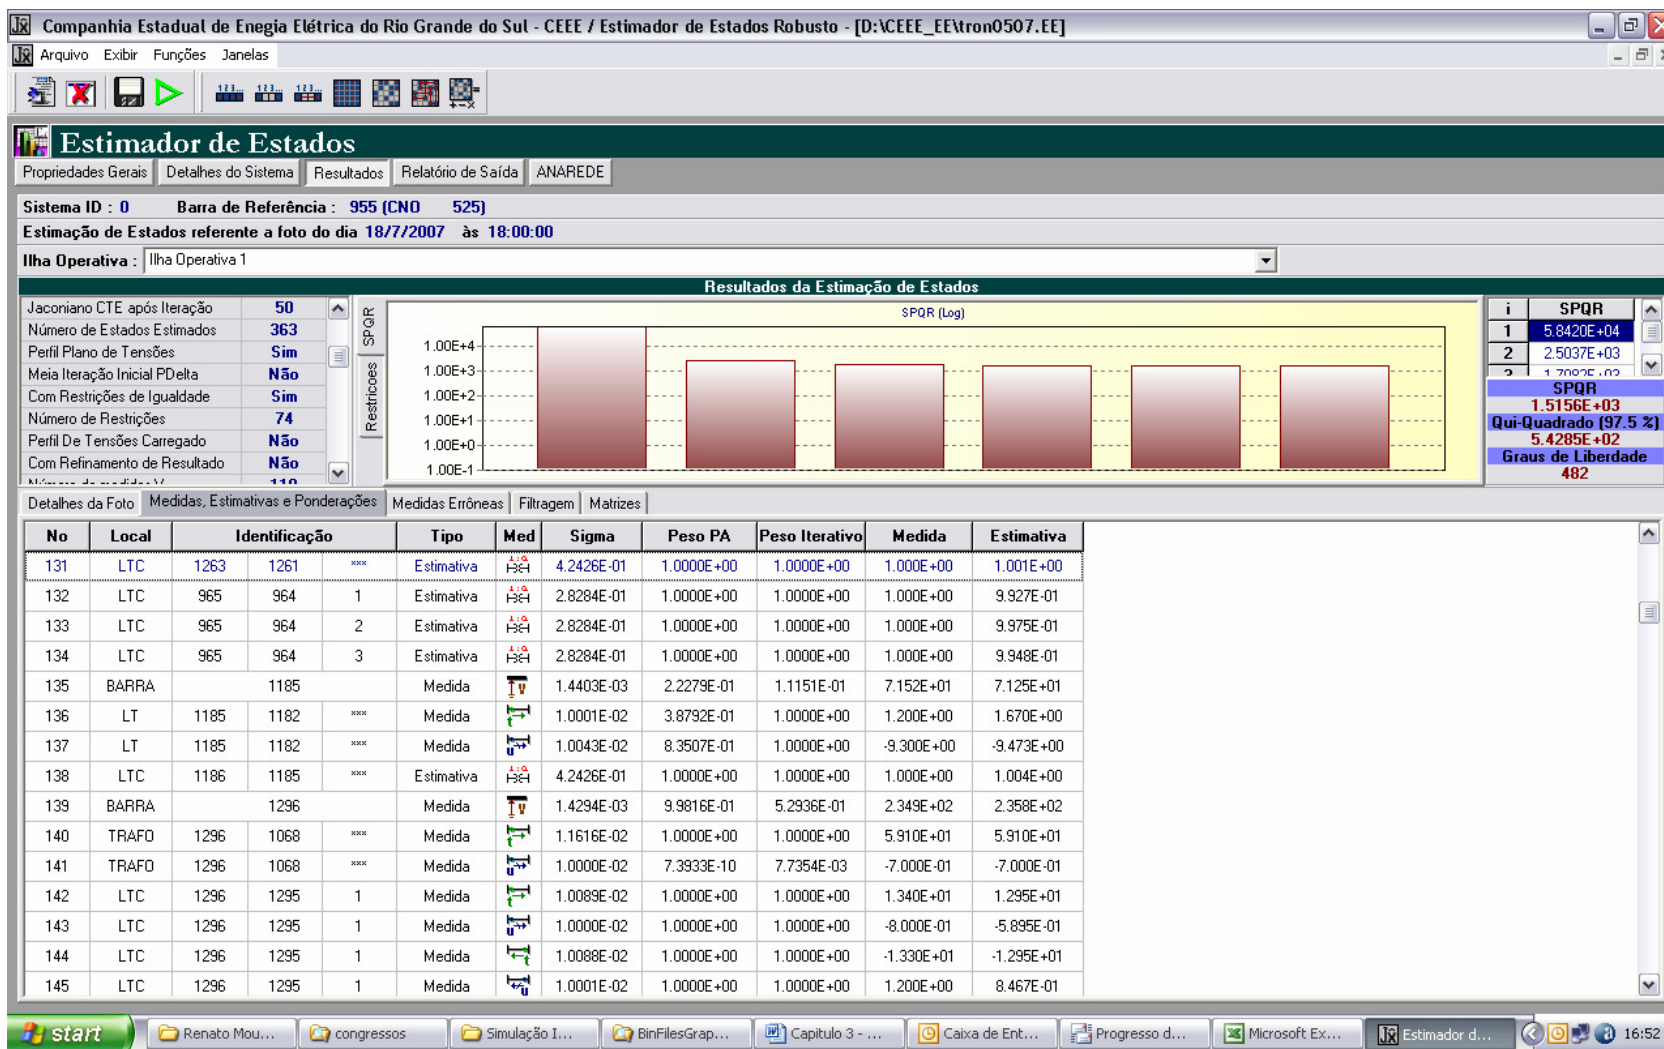 Companhia Estadual de Enegia Elétrica do Rio Grande do Sul - CEEE / Estimador de Estados Robusto - [D:\CEEE_EE\tron0507.EE]
Arquivo Exibir Funções Janelas
Estimador de Estados
Propriedades Gerais Detalhes do Sistema Resultados Relatório de Saída ANAREDE
Sistema ID : 0 Barra de Referência : 955 (CNO 525)
Estimação de Estados referente a foto do dia 18/7/2007 às 18:00:00
Ilha Operativa : Ilha Operativa 1
Resultados da Estimação de Estados
Jaconiano CTE após Iteração 50
Número de Estados Estimados 363
Perfil Plano de Tensões Sim
Meia Iteração Inicial PDelta Não
Com Restrições de Igualdade Sim
Número de Restrições 74
Perfil De Tensões Carregado Não
Com Refinamento de Resultado Não
SPQR
Restricoes
SPQR (Log)
1.00E+4
1.00E+3
1.00E+2
1.00E+1
1.00E+0
1.00E-1
i SPQR
1 5.8420E+04
2 2.5037E+03
SPQR
1.5156E+03
Qui-Quadrado (97.5 %)
5.4285E+02
Graus de Liberdade
482
Detalhes da Foto Medidas, Estimativas e Ponderações Medidas Errôneas Filtragem Matrizes
No Local Identificação Tipo Med Sigma Peso PA Peso Iterativo Medida Estimativa
131 LTC 1263 1261 *** Estimativa 4.2426E-01 1.0000E+00 1.0000E+00 1.000E+00 1.001E+00
132 LTC 965 964 1 Estimativa 2.8284E-01 1.0000E+00 1.0000E+00 1.000E+00 9.927E-01
133 LTC 965 964 2 Estimativa 2.8284E-01 1.0000E+00 1.0000E+00 1.000E+00 9.975E-01
134 LTC 965 964 3 Estimativa 2.8284E-01 1.0000E+00 1.0000E+00 1.000E+00 9.948E-01
135 BARRA 1185 Medida 1.4403E-03 2.2279E-01 1.1151E-01 7.152E+01 7.125E+01
136 LT 1185 1182 *** Medida 1.0001E-02 3.8792E-01 1.0000E+00 1.200E+00 1.670E+00
137 LT 1185 1182 *** Medida 1.0043E-02 8.3507E-01 1.0000E+00 -9.300E+00 -9.473E+00
138 LTC 1186 1185 *** Estimativa 4.2426E-01 1.0000E+00 1.0000E+00 1.000E+00 1.004E+00
139 BARRA 1296 Medida 1.4294E-03 9.9816E-01 5.2936E-01 2.349E+02 2.358E+02
140 TRAFO 1296 1068 *** Medida 1.1616E-02 1.0000E+00 1.0000E+00 5.910E+01 5.910E+01
141 TRAFO 1296 1068 *** Medida 1.0000E-02 7.3933E-10 7.7354E-03 -7.000E-01 -7.000E-01
142 LTC 1296 1295 1 Medida 1.0089E-02 1.0000E+00 1.0000E+00 1.340E+01 1.295E+01
143 LTC 1296 1295 1 Medida 1.0000E-02 1.0000E+00 1.0000E+00 -8.000E-01 -5.895E-01
144 LTC 1296 1295 1 Medida 1.0088E-02 1.0000E+00 1.0000E+00 -1.330E+01 -1.295E+01
145 LTC 1296 1295 1 Medida 1.0001E-02 1.0000E+00 1.0000E+00 1.200E+00 8.467E-01
start Renato Mou... congressos Simulação I... BinFilesGrap... Capitulo 3 - ... Caixa de Ent... Progresso d... Microsoft Ex... Estimador d... 16:52